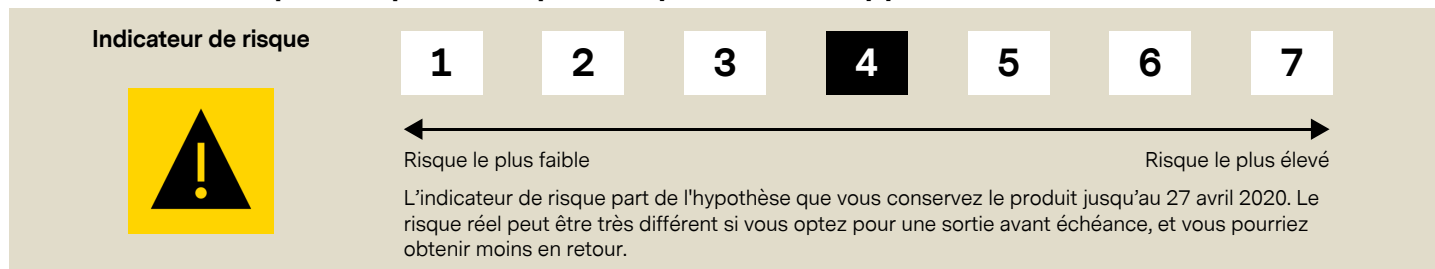 Indicateur de risque
1 2 3 4 5 6 7
Risque le plus faible Risque le plus élevé
L’indicateur de risque part de l'hypothèse que vous conservez le produit jusqu’au 27 avril 2020. Le
risque réel peut être très différent si vous optez pour une sortie avant échéance, et vous pourriez
obtenir moins en retour.